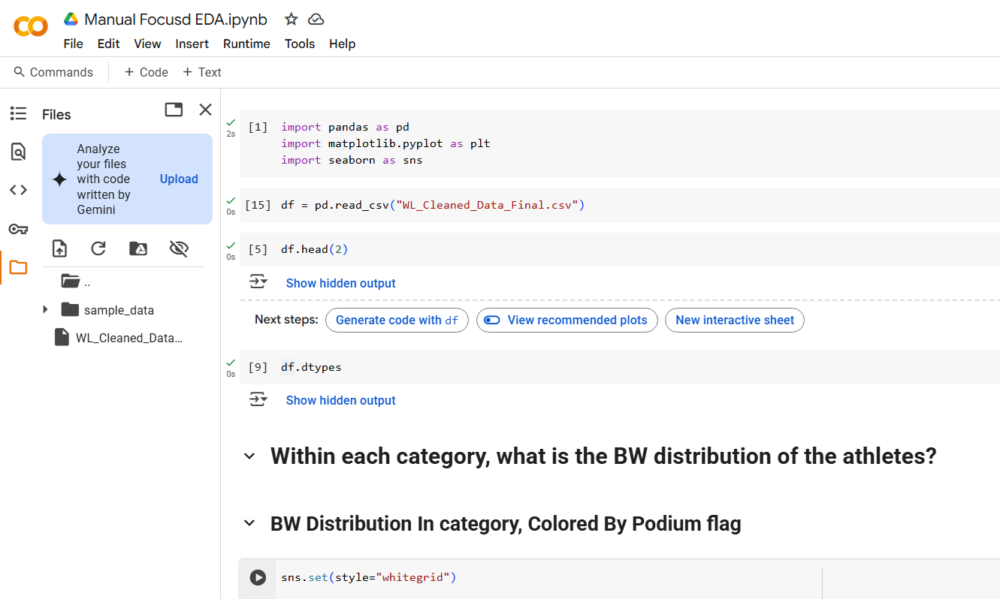 Manual Focusd EDA.ipynb
File Edit View Insert Runtime Tools Help
Commands + Code + Text
Files
Analyze
your files
with code
written by
Gemini
Upload
..
sample_data
WL_Cleaned_Data...
2s
[1] import pandas as pd
import matplotlib.pyplot as plt
import seaborn as sns
0s
[15] df = pd.read_csv("WL_Cleaned_Data_Final.csv")
0s
[5] df.head(2)
Show hidden output
Next steps: Generate code with df View recommended plots New interactive sheet
0s
[9] df.dtypes
Show hidden output
Within each category, what is the BW distribution of the athletes?
BW Distribution In category, Colored By Podium flag
sns.set(style="whitegrid")